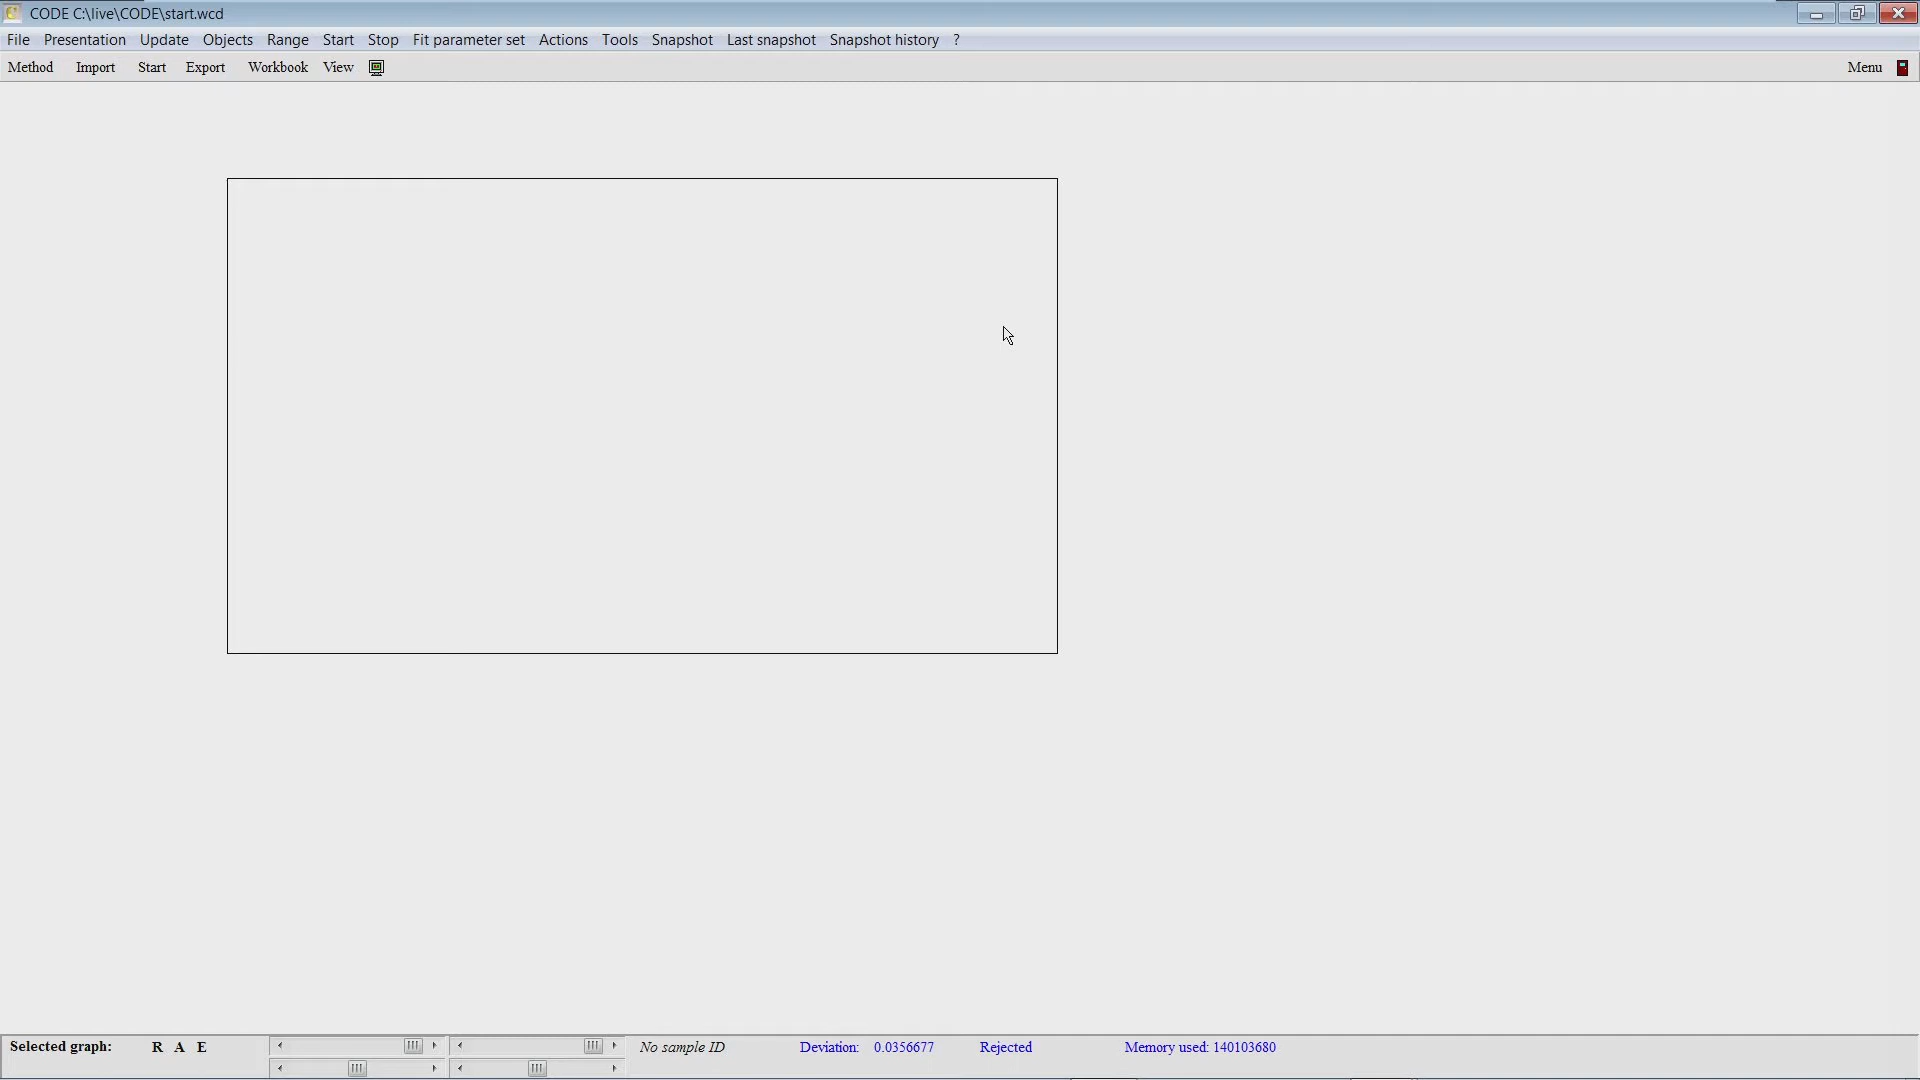 CODE C:\live\CODE\start.wcd
File Presentation Update Objects Range Start Stop Fit parameter set Actions Tools Snapshot Last snapshot Snapshot history ?
Method Import Start Export Workbook View Menu
Selected graph: R A E No sample ID Deviation: 0.0356677 Rejected Memory used: 140103680